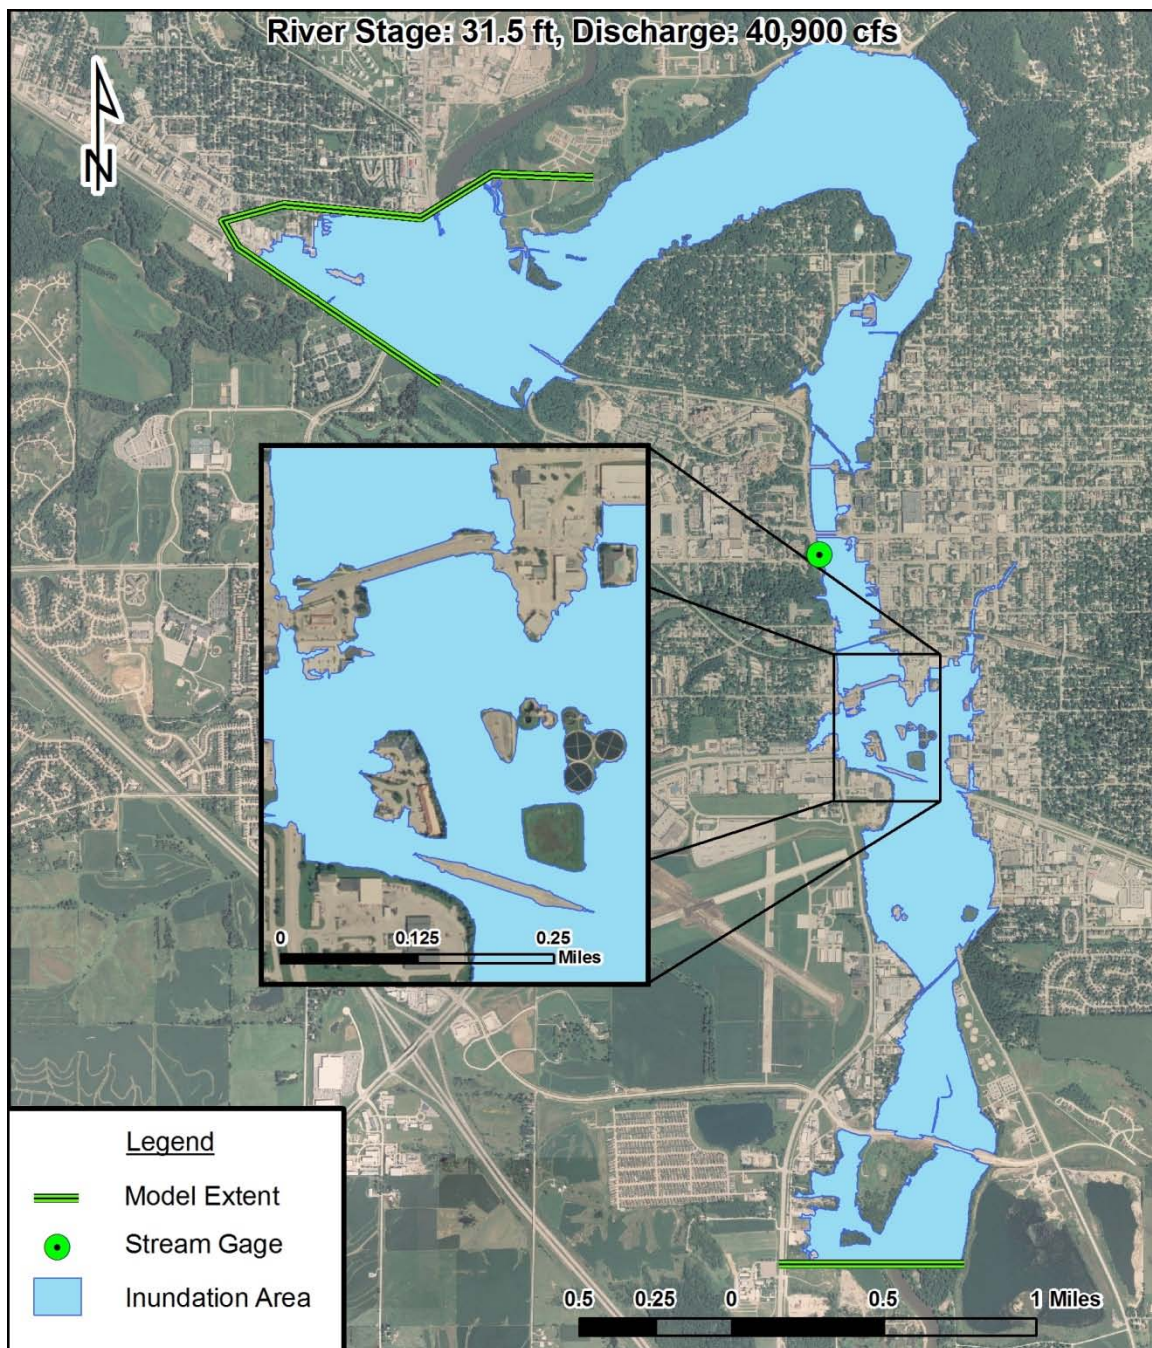 River Stage: 31.5 ft, Discharge: 40,900 cfs
N
0 0.125 0.25
Miles
Legend
Model Extent
Stream Gage
Inundation Area
0.5 0.25 0 0.5 1 Miles